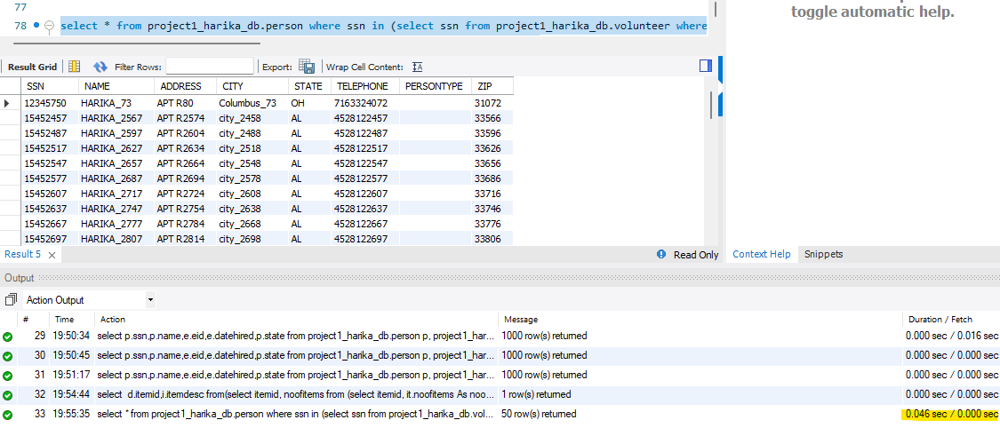 toggle automatic help.
77
78 select * from project1_harika_db.person where ssn in (select ssn from project1_harika_db.volunteer where
Result Grid Filter Rows: Export: Wrap Cell Content:
SSN NAME ADDRESS CITY STATE TELEPHONE PERSONTYPE ZIP
12345750 HARIKA_73 APT R80 Columbus_73 OH 7163324072 31072
15452457 HARIKA_2567 APT R2574 city_2458 AL 4528122457 33566
15452487 HARIKA_2597 APT R2604 city_2488 AL 4528122487 33596
15452517 HARIKA_2627 APT R2634 city_2518 AL 4528122517 33626
15452547 HARIKA_2657 APT R2664 city_2548 AL 4528122547 33656
15452577 HARIKA_2687 APT R2694 city_2578 AL 4528122577 33686
15452607 HARIKA_2717 APT R2724 city_2608 AL 4528122607 33716
15452637 HARIKA_2747 APT R2754 city_2638 AL 4528122637 33746
15452667 HARIKA_2777 APT R2784 city_2668 AL 4528122667 33776
15452697 HARIKA_2807 APT R2814 city_2698 AL 4528122697 33806
Result 5 Read Only Context Help Snippets
Output
Action Output
# Time Action Message Duration / Fetch
29 19:50:34 select p.ssn,p.name,e.eid,e.datehired,p.state from project1_harika_db.person p, project1_har... 1000 row(s) returned 0.000 sec / 0.016 sec
30 19:50:45 select p.ssn,p.name,e.eid,e.datehired,p.state from project1_harika_db.person p, project1_har... 1000 row(s) returned 0.000 sec / 0.000 sec
31 19:51:17 select p.ssn,p.name,e.eid,e.datehired,p.state from project1_harika_db.person p, project1_har... 1000 row(s) returned 0.000 sec / 0.000 sec
32 19:54:44 select d.itemid,i.itemdesc from(select itemid, noofitems from (select itemid, it.noofitems As noo... 1 row(s) returned 0.000 sec / 0.000 sec
33 19:55:35 select * from project1_harika_db.person where ssn in (select ssn from project1_harika_db.vol... 50 row(s) returned 0.046 sec / 0.000 sec